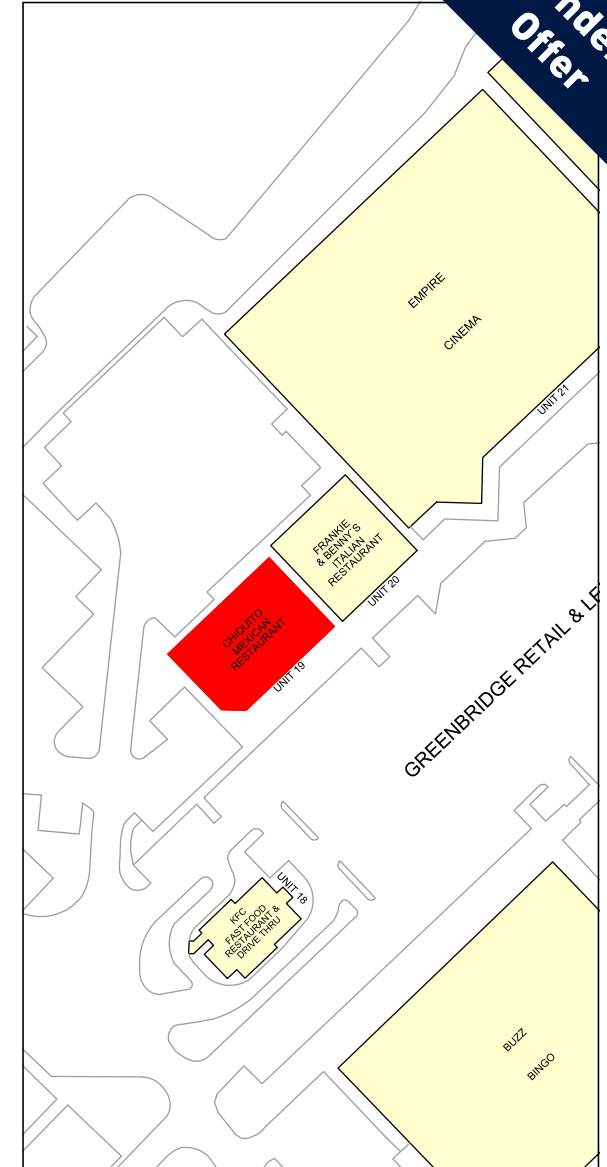 Offer
EMPIRE
CINEMA
UNIT 21
FRANKIE
& BENNY'S
ITALIAN
RESTAURANT
UNIT 20
CHIQUITO
MEXICAN
RESTAURANT
UNIT 19
GREENBRIDGE RETAIL &
UNIT 18
KFC
FAST FOOD
RESTAURANT &
DRIVE THRU
BUZZ
BINGO